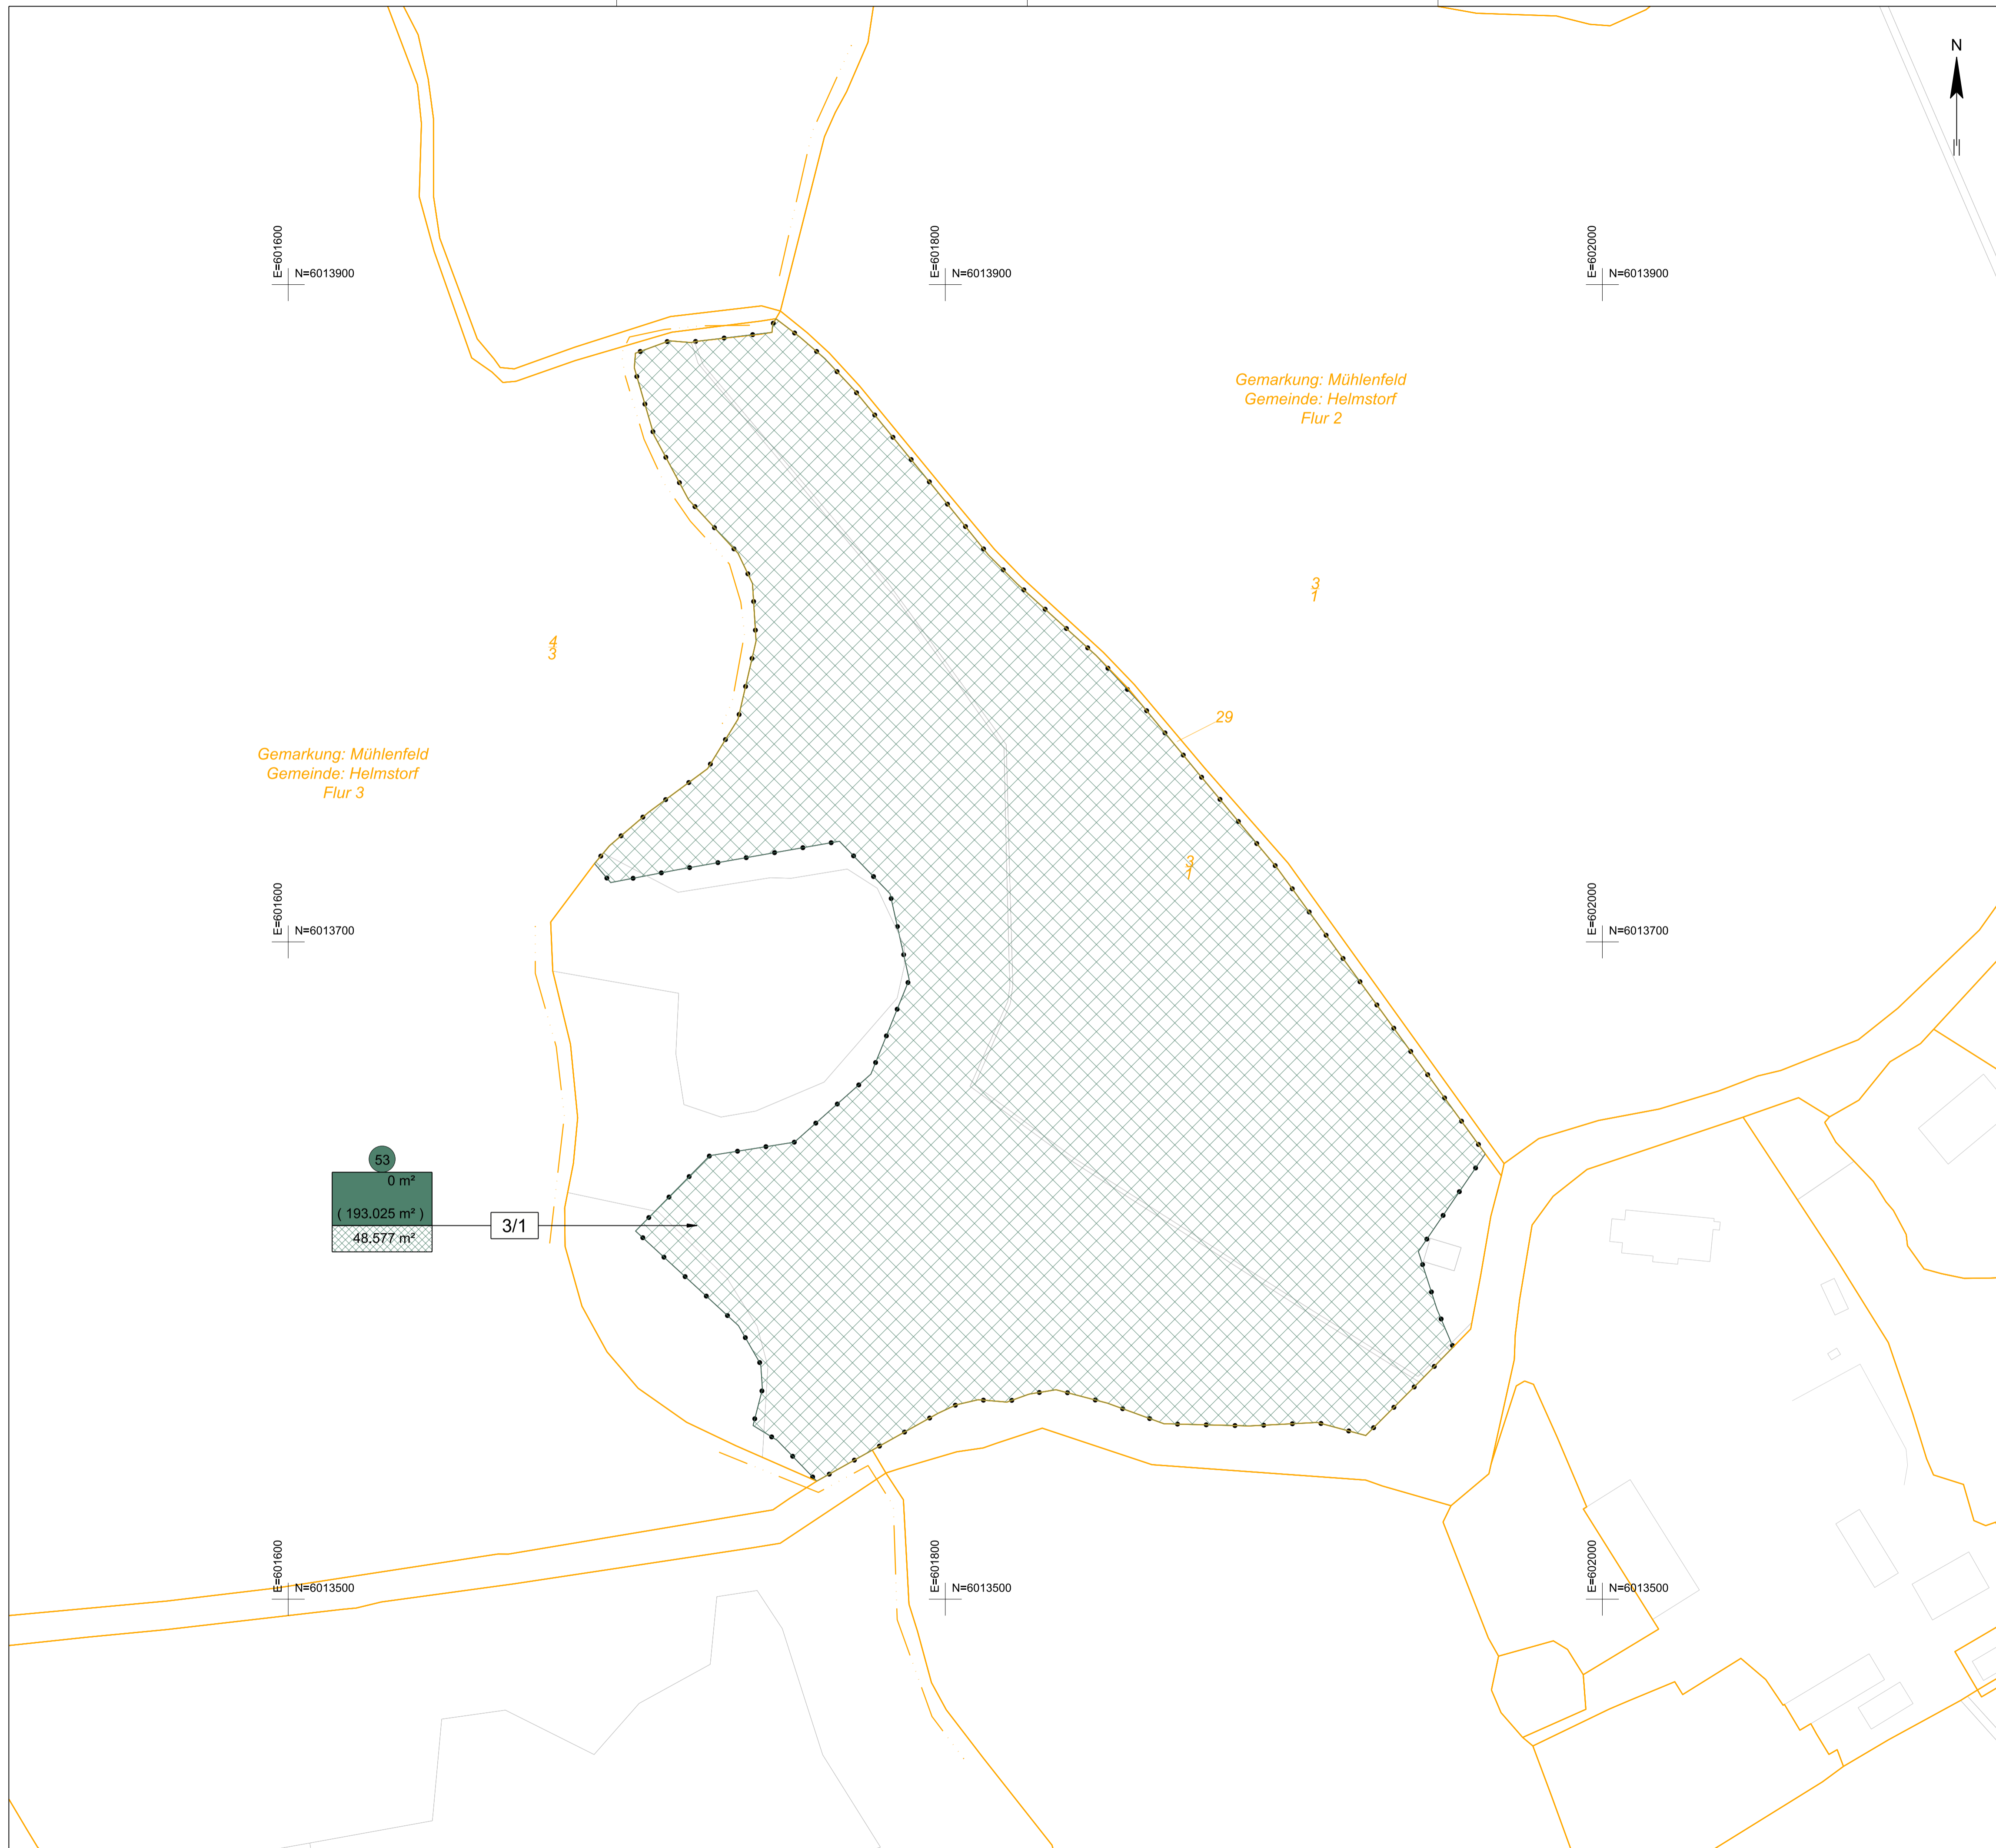 N
E=601600
N=6013900
E=601800
N=6013900
E=602000
N=6013900
Gemarkung: Mühlenfeld
Gemeinde: Helmstorf
Flur 2
3
1
4
3
29
Gemarkung: Mühlenfeld
Gemeinde: Helmstorf
Flur 3
3
1
E=601600
N=6013700
E=602000
N=6013700
53
0 m²
( 193.025 m² )
48.577 m²
3/1
E=601600
N=6013500
E=601800
N=6013500
E=602000
N=6013500